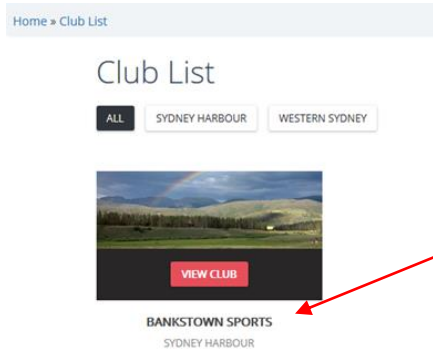 Home » Club List
Club List
ALL SYDNEY HARBOUR WESTERN SYDNEY
VIEW CLUB
BANKSTOWN SPORTS
SYDNEY HARBOUR